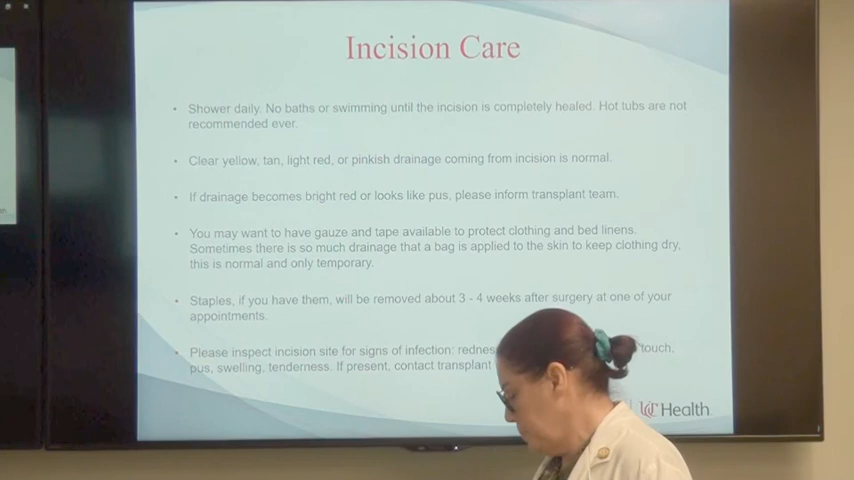 Incision Care
• Shower daily. No baths or swimming until the incision is completely healed. Hot tubs are not
recommended ever.
• Clear yellow, tan, light red, or pinkish drainage coming from incision is normal.
• If drainage becomes bright red or looks like pus, please inform transplant team.
• You may want to have gauze and tape available to protect clothing and bed linens.
Sometimes there is so much drainage that a bag is applied to the skin to keep clothing dry,
this is normal and only temporary.
• Staples, if you have them, will be removed about 3 - 4 weeks after surgery at one of your
appointments.
• Please inspect incision site for signs of infection: touch,
pus, swelling, tenderness. If present, contact transplant
UC Health